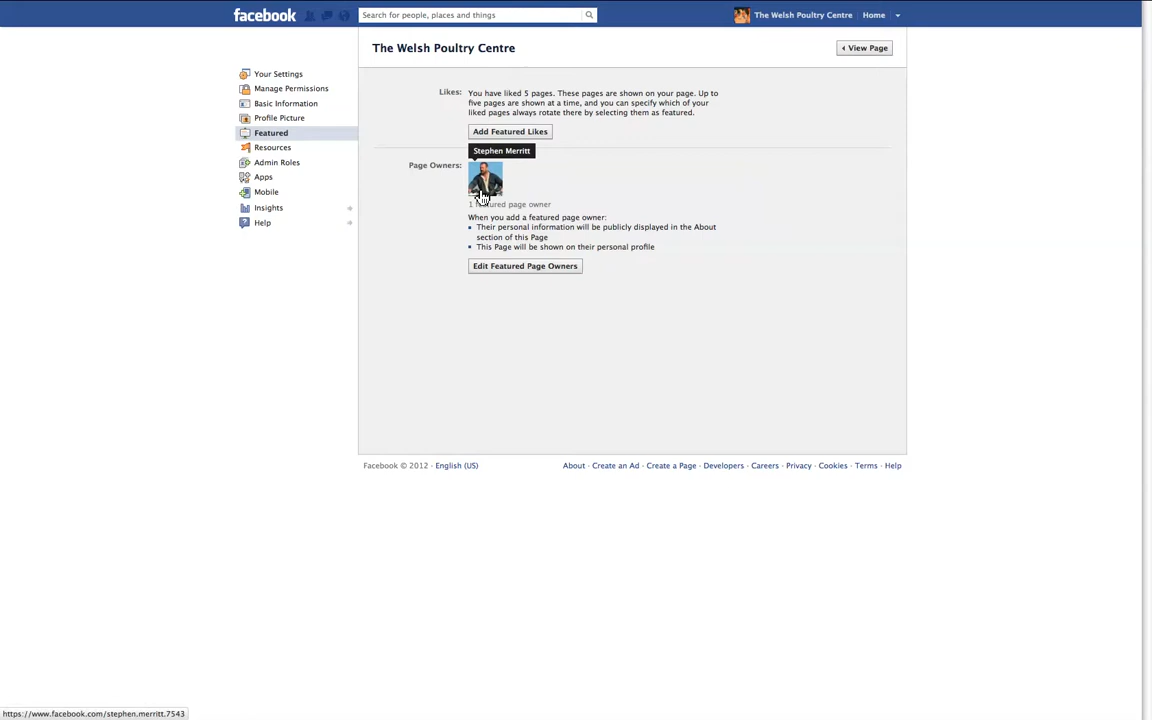 facebook
Search for people, places and things
The Welsh Poultry Centre
Home
The Welsh Poultry Centre
View Page
Your Settings
Manage Permissions
Basic Information
Profile Picture
Featured
Resources
Admin Roles
Apps
Mobile
Insights
Help
Likes:
You have liked 5 pages. These pages are shown on your page. Up
to five pages are shown at a time, and you can specify which of your
liked pages always rotate there by selecting them as featured.
Add Featured Likes
Stephen Merritt
Page Owners:
1 featured page owner
When you add a featured page owner:
Their personal information will be publicly displayed in the About
section of this Page
This Page will be shown on their personal profile
Edit Featured Page Owners
Facebook © 2012 · English (US)
About · Create an Ad · Create a Page · Developers · Careers · Privacy · Cookies · Terms · Help
https://www.facebook.com/stephen.merritt.7543